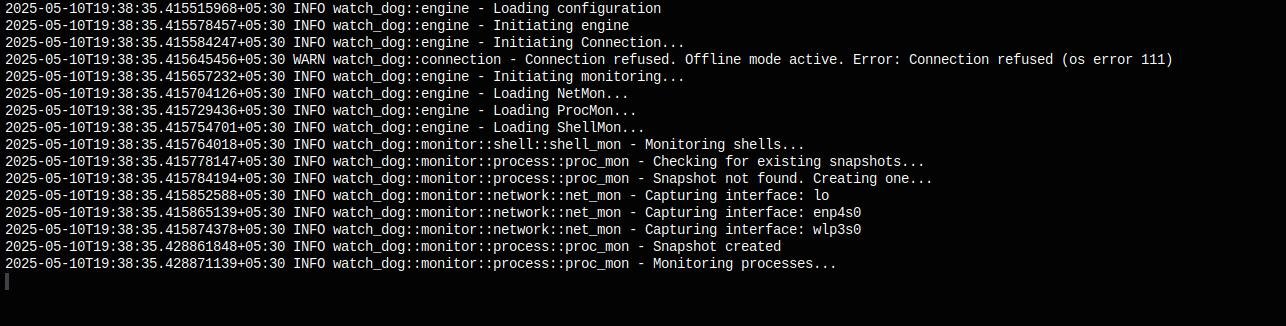 2025-05-10T19:38:35.415515968+05:30 INFO watch_dog::engine - Loading configuration
2025-05-10T19:38:35.415578457+05:30 INFO watch_dog::engine - Initiating engine
2025-05-10T19:38:35.415584247+05:30 INFO watch_dog::engine - Initiating Connection...
2025-05-10T19:38:35.415645456+05:30 WARN watch_dog::connection - Connection refused. Offline mode active. Error: Connection refused (os error 111)
2025-05-10T19:38:35.415657232+05:30 INFO watch_dog::engine - Initiating monitoring...
2025-05-10T19:38:35.415704126+05:30 INFO watch_dog::engine - Loading NetMon...
2025-05-10T19:38:35.415729436+05:30 INFO watch_dog::engine - Loading ProcMon...
2025-05-10T19:38:35.415754701+05:30 INFO watch_dog::engine - Loading ShellMon...
2025-05-10T19:38:35.415764018+05:30 INFO watch_dog::monitor::shell::shell_mon - Monitoring shells...
2025-05-10T19:38:35.415778147+05:30 INFO watch_dog::monitor::process::proc_mon - Checking for existing snapshots...
2025-05-10T19:38:35.415784194+05:30 INFO watch_dog::monitor::process::proc_mon - Snapshot not found. Creating one...
2025-05-10T19:38:35.415852588+05:30 INFO watch_dog::monitor::network::net_mon - Capturing interface: lo
2025-05-10T19:38:35.415865139+05:30 INFO watch_dog::monitor::network::net_mon - Capturing interface: enp4s0
2025-05-10T19:38:35.415874378+05:30 INFO watch_dog::monitor::network::net_mon - Capturing interface: wlp3s0
2025-05-10T19:38:35.428861848+05:30 INFO watch_dog::monitor::process::proc_mon - Snapshot created
2025-05-10T19:38:35.428871139+05:30 INFO watch_dog::monitor::process::proc_mon - Monitoring processes...